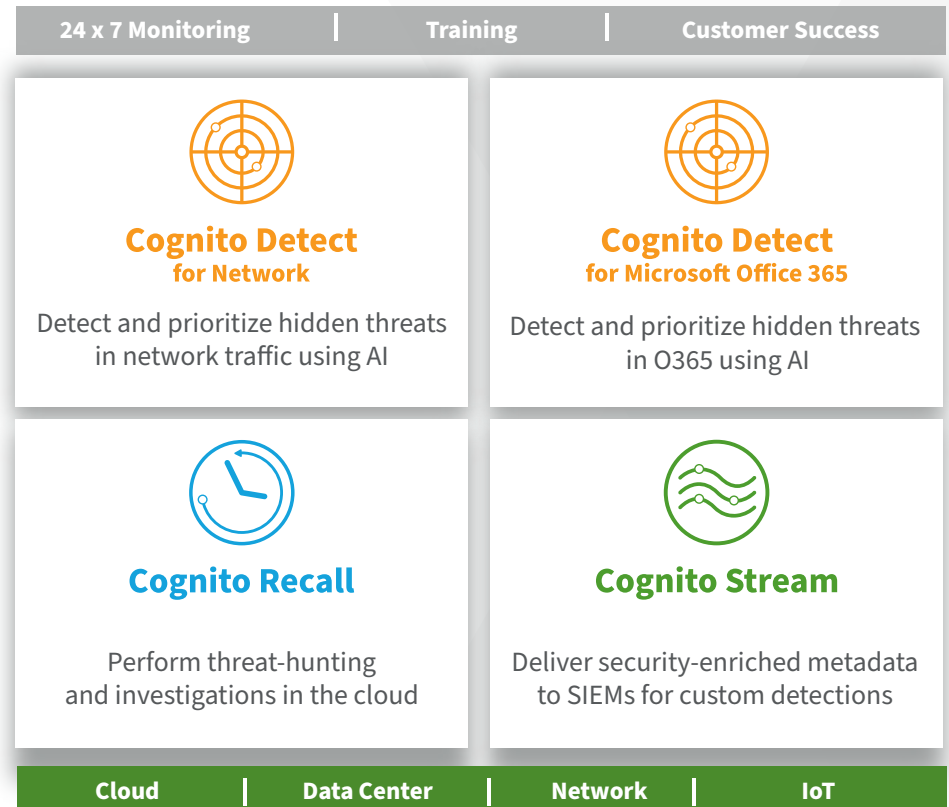 24 x 7 Monitoring | Training | Customer Success
Cognito Detect
for Network
Detect and prioritize hidden threats
in network traffic using AI
Cognito Detect
for Microsoft Office 365
Detect and prioritize hidden threats
in O365 using AI
Cognito Recall
Perform threat-hunting
and investigations in the cloud
Cognito Stream
Deliver security-enriched metadata
to SIEMs for custom detections
Cloud | Data Center | Network | IoT